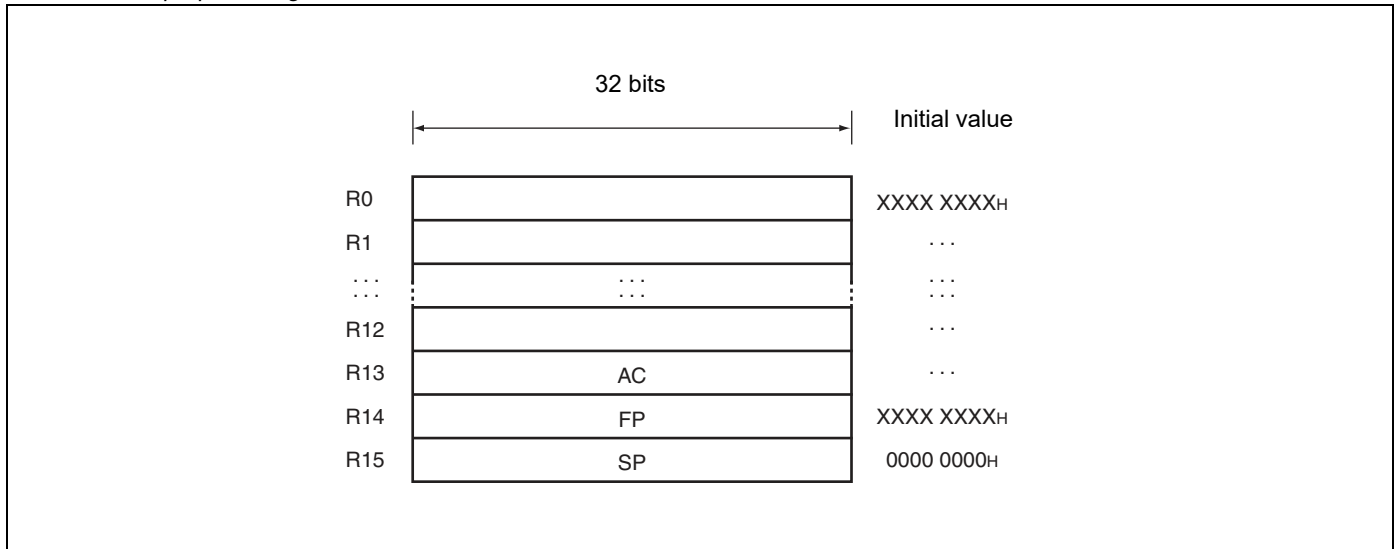 32 bits
Initial value
R0 XXXX XXXXH
R1 ...
... ... ...
... ... ...
R12 ...
R13 AC ...
R14 FP XXXX XXXXH
R15 SP 0000 0000H